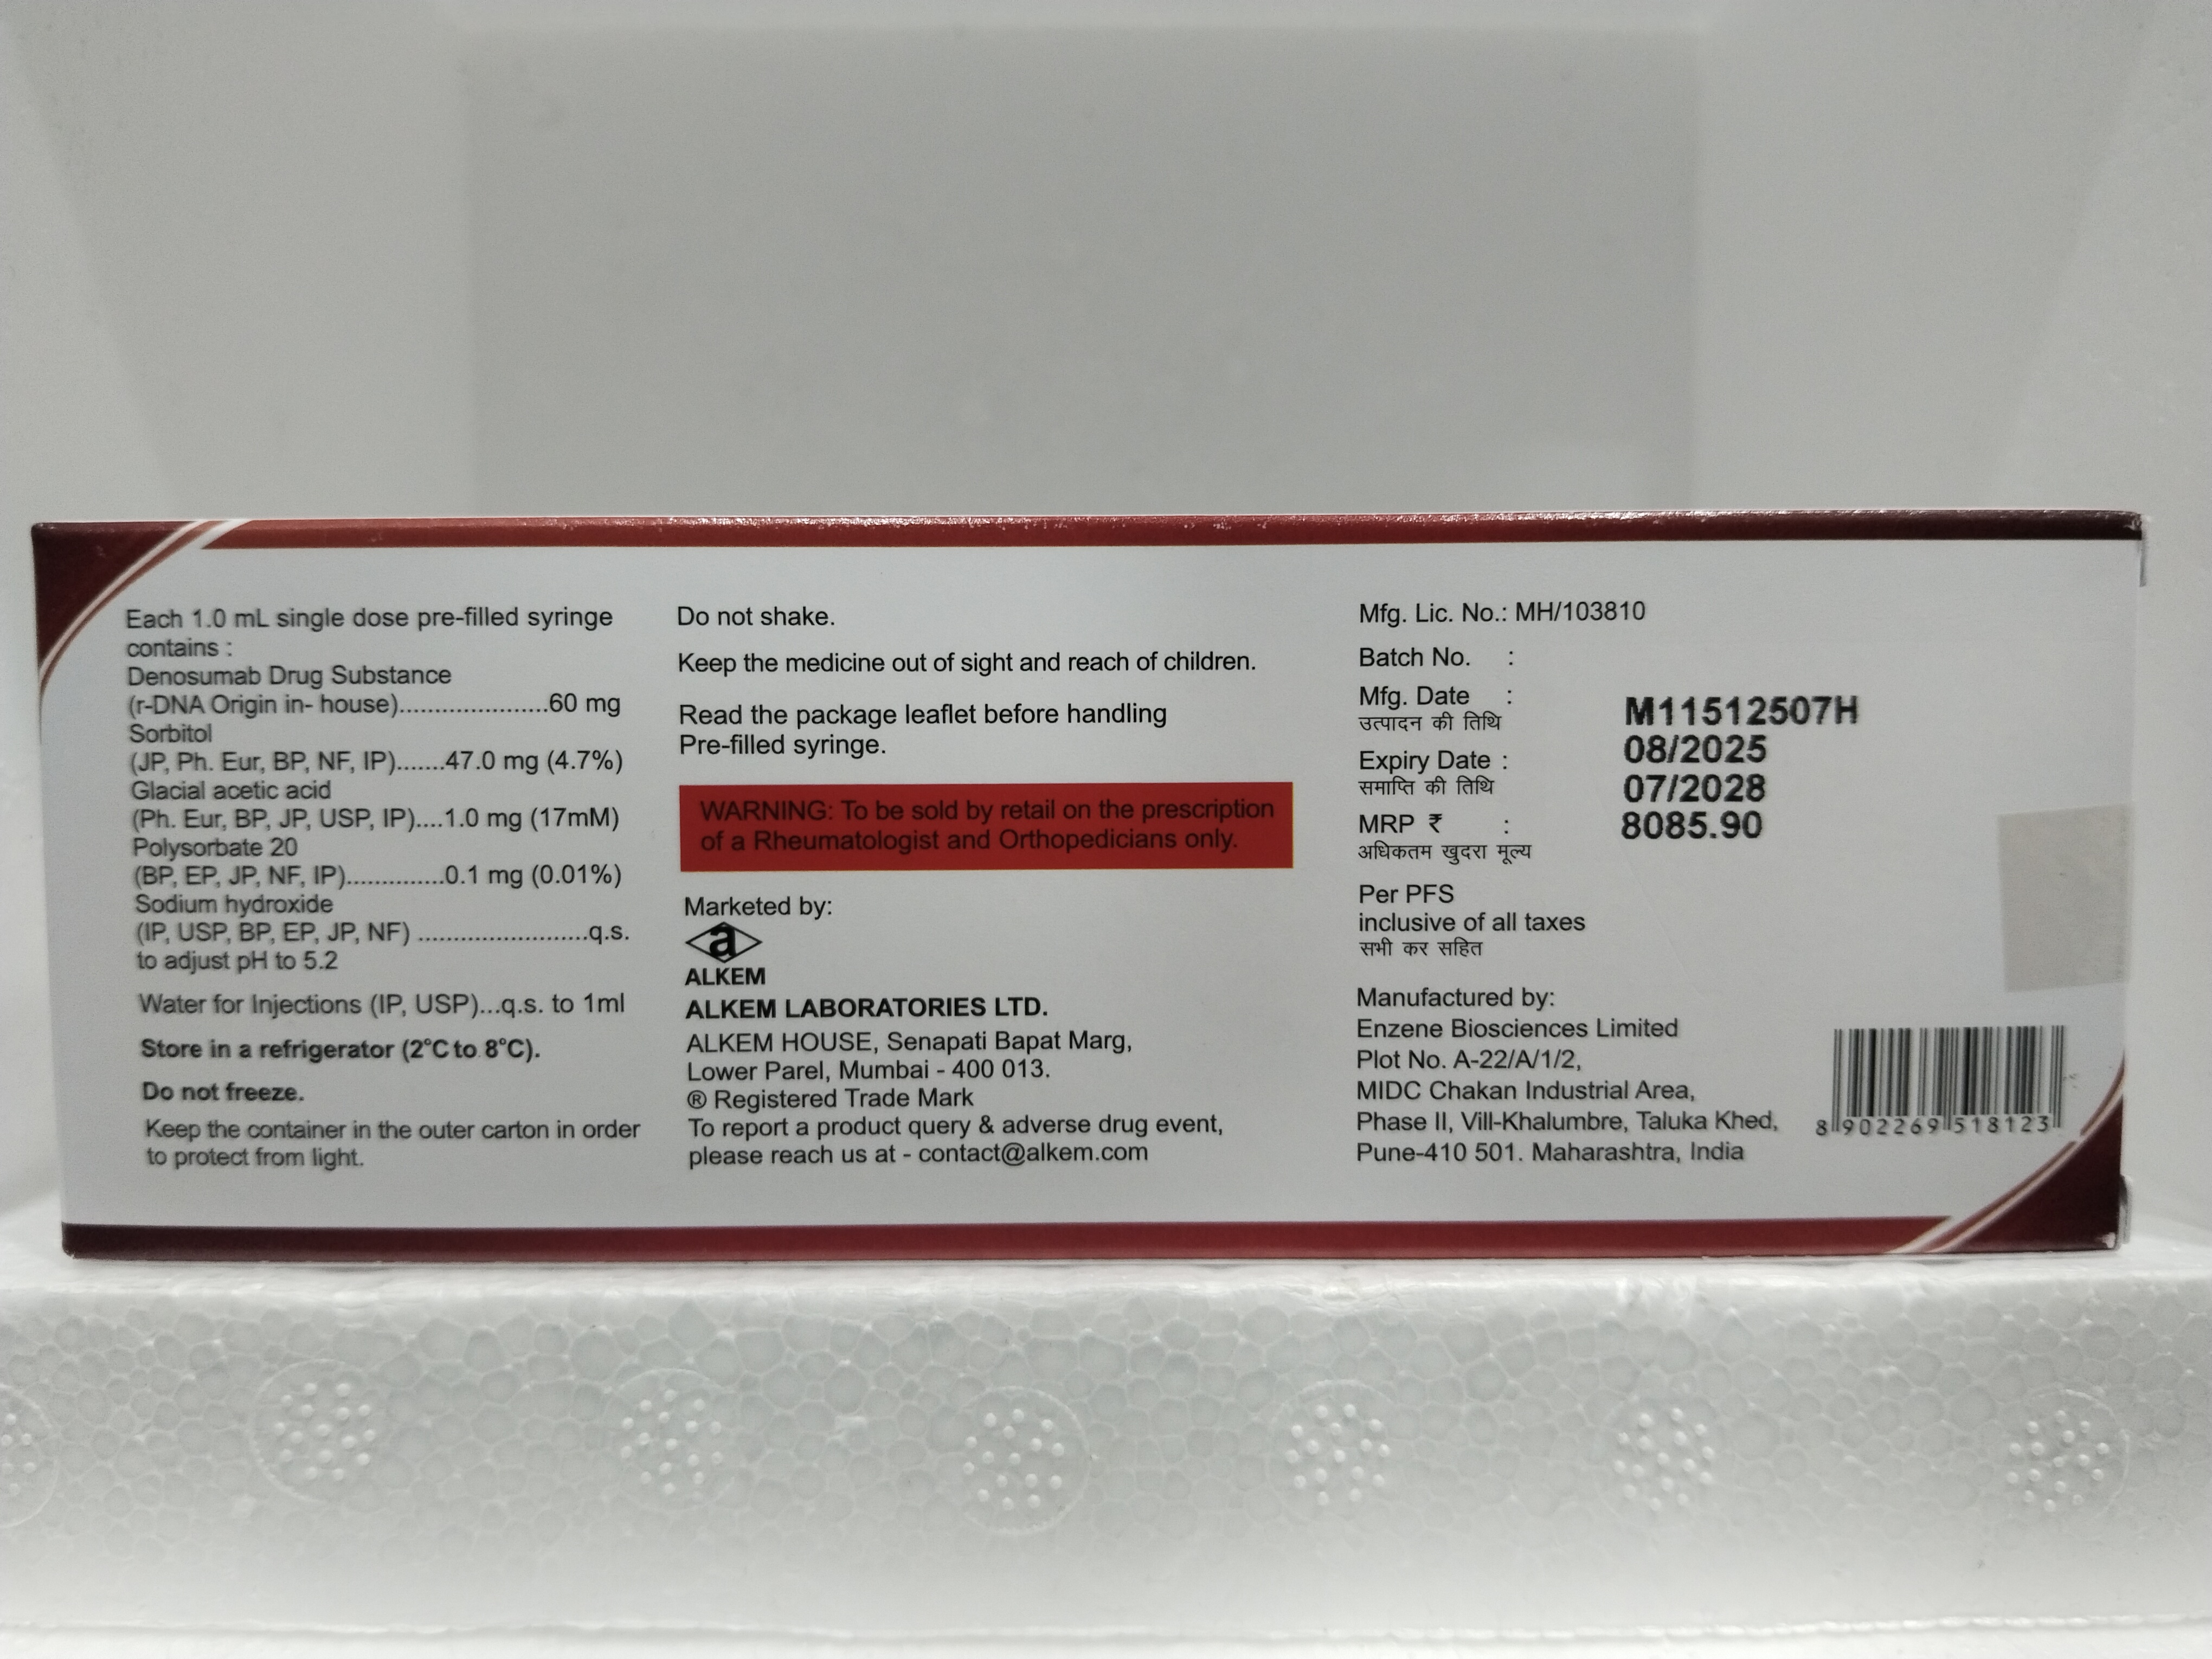 Each 1.0 mL single dose pre-filled syringe
contains :
Denosumab Drug Substance
(r-DNA Origin in- house).....................60 mg
Sorbitol
(JP, Ph. Eur, BP, NF, IP).......47.0 mg (4.7%)
Glacial acetic acid
(Ph. Eur, BP, JP, USP, IP)....1.0 mg (17mM)
Polysorbate 20
(BP, EP, JP, NF, IP)..............0.1 mg (0.01%)
Sodium hydroxide
(IP, USP, BP, EP, JP, NF) ........................q.s.
to adjust pH to 5.2
Water for Injections (IP, USP)...q.s. to 1ml
Store in a refrigerator (2°C to 8°C).
Do not freeze.
Keep the container in the outer carton in order
to protect from light.
Do not shake.
Keep the medicine out of sight and reach of children.
Read the package leaflet before handling
Pre-filled syringe.
WARNING: To be sold by retail on the prescription
of a Rheumatologist and Orthopedicians only.
Marketed by:
a
ALKEM
ALKEM LABORATORIES LTD.
ALKEM HOUSE, Senapati Bapat Marg,
Lower Parel, Mumbai - 400 013.
® Registered Trade Mark
To report a product query & adverse drug event,
please reach us at - contact@alkem.com
Mfg. Lic. No.: MH/103810
Batch No. :
Mfg. Date :
उत्पादन की तिथि
Expiry Date :
समाप्ति की तिथि
MRP ₹ :
अधिकतम खुदरा मूल्य
M11512507H
08/2025
07/2028
8085.90
Per PFS
inclusive of all taxes
सभी कर सहित
Manufactured by:
Enzene Biosciences Limited
Plot No. A-22/A/1/2,
MIDC Chakan Industrial Area,
Phase II, Vill-Khalumbre, Taluka Khed,
Pune-410 501. Maharashtra, India
8 902269 518123